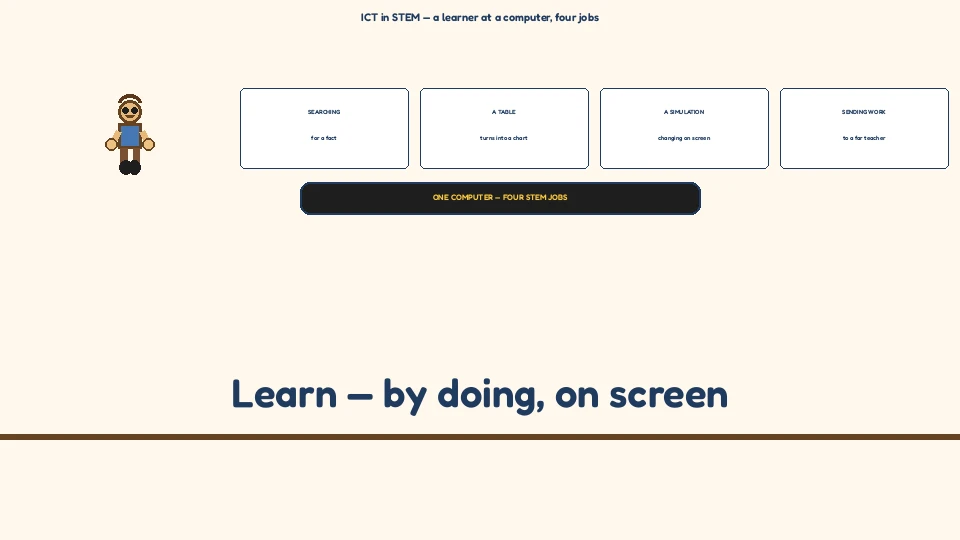 ICT in STEM — a learner at a computer, four jobs
SEARCHING
for a fact
A TABLE
turns into a chart
A SIMULATION
changing on screen
SENDING WORK
to a far teacher
ONE COMPUTER — FOUR STEM JOBS
Learn — by doing, on screen